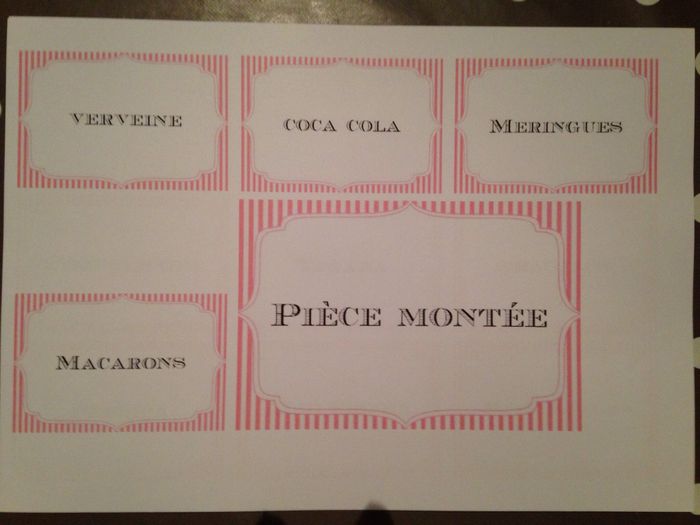 VERVEINE
COCA COLA
MERINGUES
PIÈCE MONTÉE
MACARONS